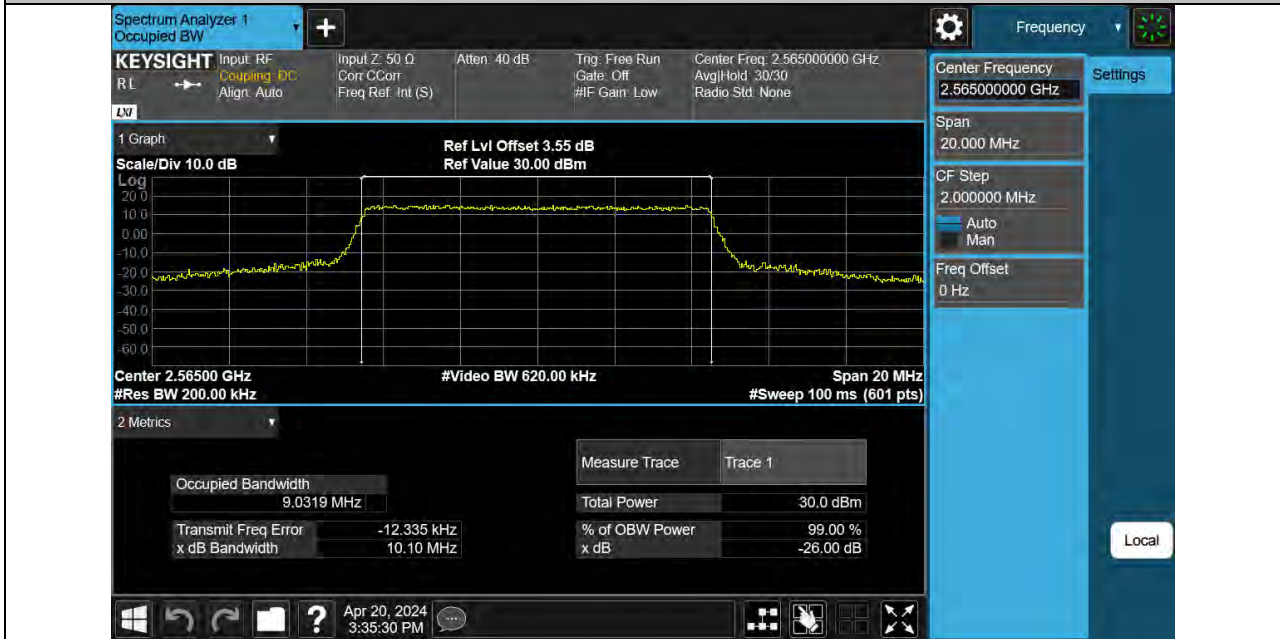 Spectrum Analyzer 1
Occupied BW
+
Frequency
KEYSIGHT
RL
LXI
Input: RF
Coupling: DC
Align: Auto
Input Z: 50 Ω
Corr CCorr
Freq Ref: Int (S)
Atten: 40 dB
Trig: Free Run
Gate: Off
#IF Gain: Low
Center Freq: 2.565000000 GHz
Avg|Hold: 30/30
Radio Std: None
1 Graph
Scale/Div 10.0 dB
Ref Lvl Offset 3.55 dB
Ref Value 30.00 dBm
Log
20.0
10.0
0.00
-10.0
-20.0
-30.0
-40.0
-50.0
-60.0
Center 2.56500 GHz
#Video BW 620.00 kHz
Span 20 MHz
#Res BW 200.00 kHz
#Sweep 100 ms (601 pts)
2 Metrics
Measure Trace
Trace 1
Occupied Bandwidth
9.0319 MHz
Total Power
30.0 dBm
Transmit Freq Error
-12.335 kHz
% of OBW Power
99.00 %
x dB Bandwidth
10.10 MHz
x dB
-26.00 dB
Center Frequency
2.565000000 GHz
Settings
Span
20.000 MHz
CF Step
2.000000 MHz
Auto
Man
Freq Offset
0 Hz
Local
?
Apr 20, 2024
3:35:30 PM